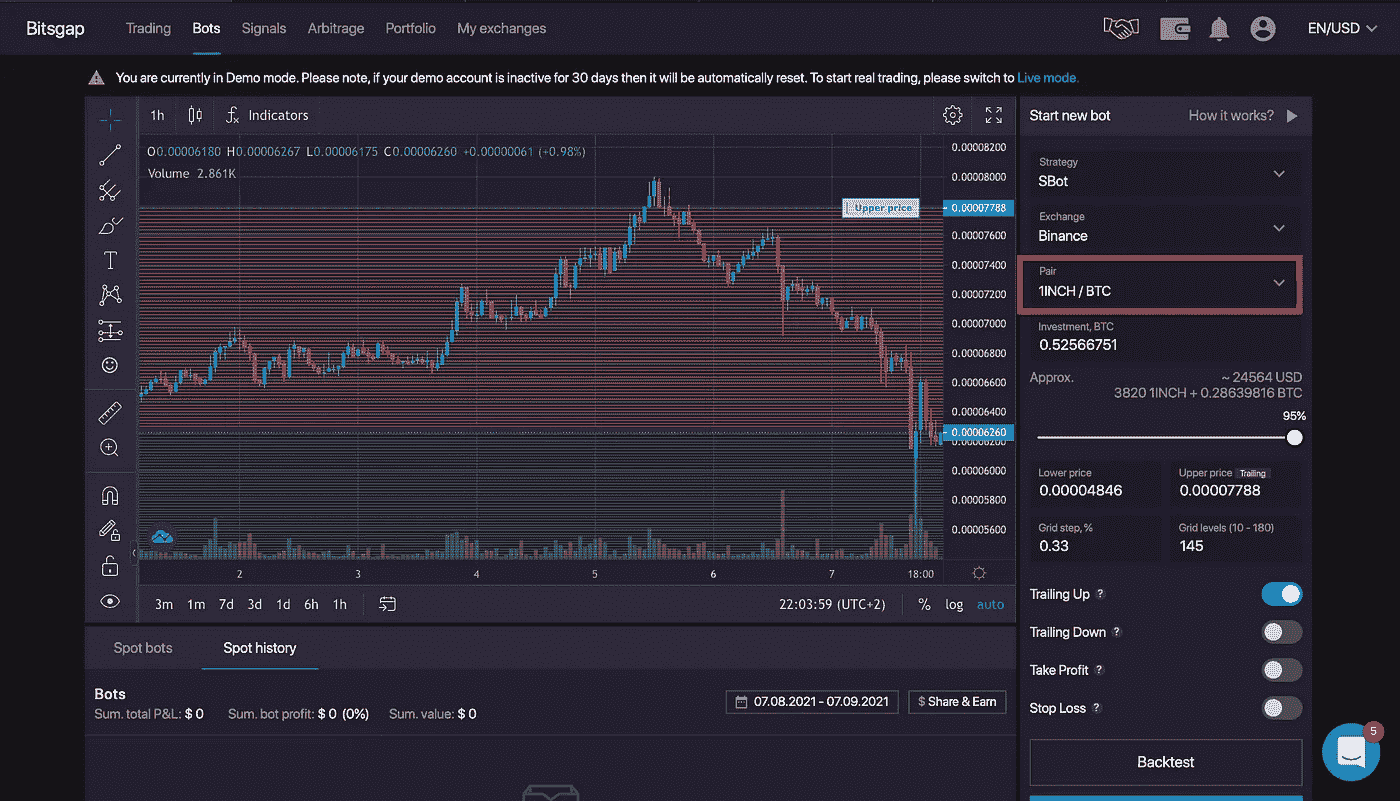 Bitsgap
Trading Bots Signals Arbitrage Portfolio My exchanges
EN/USD
You are currently in Demo mode. Please note, if your demo account is inactive for 30 days then it will be automatically reset. To start real trading, please switch to Live mode.
1h
Indicators
O0.00006180 H0.00006267 L0.00006175 C0.00006260 +0.00000061 (+0.98%)
Volume 2.861K
Upper price
0.00008200
0.00008000
0.00007788
0.00007600
0.00007400
0.00007200
0.00007000
0.00006800
0.00006600
0.00006400
0.00006260
0.00006200
0.00006000
0.00005800
0.00005600
2 3 4 5 6 7 18:00
3m 1m 7d 3d 1d 6h 1h
22:03:59 (UTC+2) % log auto
Spot bots Spot history
Bots
Sum. total P&L: $ 0 Sum. bot profit: $ 0 (0%) Sum. value: $ 0
07.08.2021 - 07.09.2021
$ Share & Earn
Start new bot How it works?
Strategy
SBot
Exchange
Binance
Pair
1INCH / BTC
Investment, BTC
0.52566751
Approx. ~ 24564 USD
3820 1INCH + 0.28639816 BTC
95%
Lower price Upper price Trailing
0.00004846 0.00007788
Grid step, % Grid levels (10 - 180)
0.33 145
Trailing Up ?
Trailing Down ?
Take Profit ?
Stop Loss ?
Backtest
5